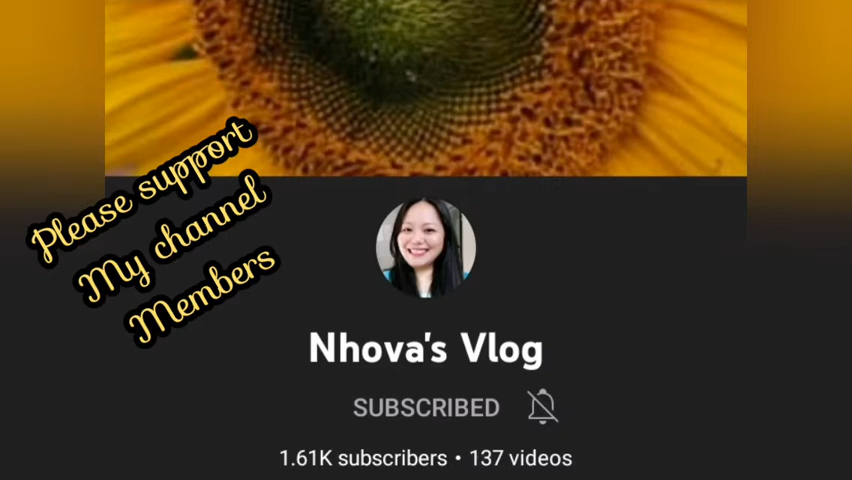 Please support
My channel
Members
Nhova's Vlog
SUBSCRIBED
1.61K subscribers • 137 videos